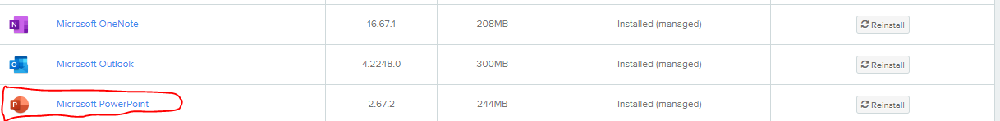 Microsoft OneNote 16.67.1 208MB Installed (managed) Reinstall
Microsoft Outlook 4.2248.0 300MB Installed (managed) Reinstall
Microsoft PowerPoint 2.67.2 244MB Installed (managed) Reinstall